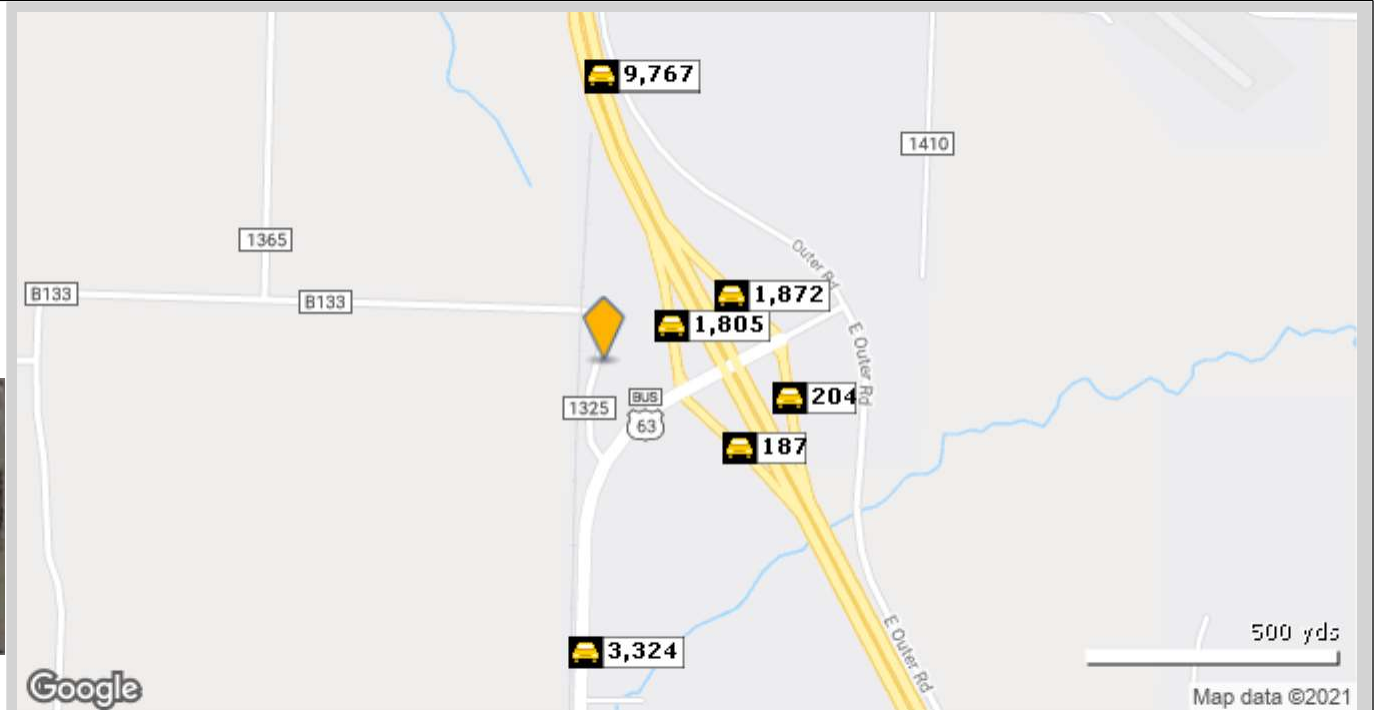 9,767
1410
1365
Outer Rd
B133
B133
1,872
1,805
E Outer Rd
204
BUS
63
1325
187
E Outer Rd
500 yds
3,324
Google
Map data ©2021